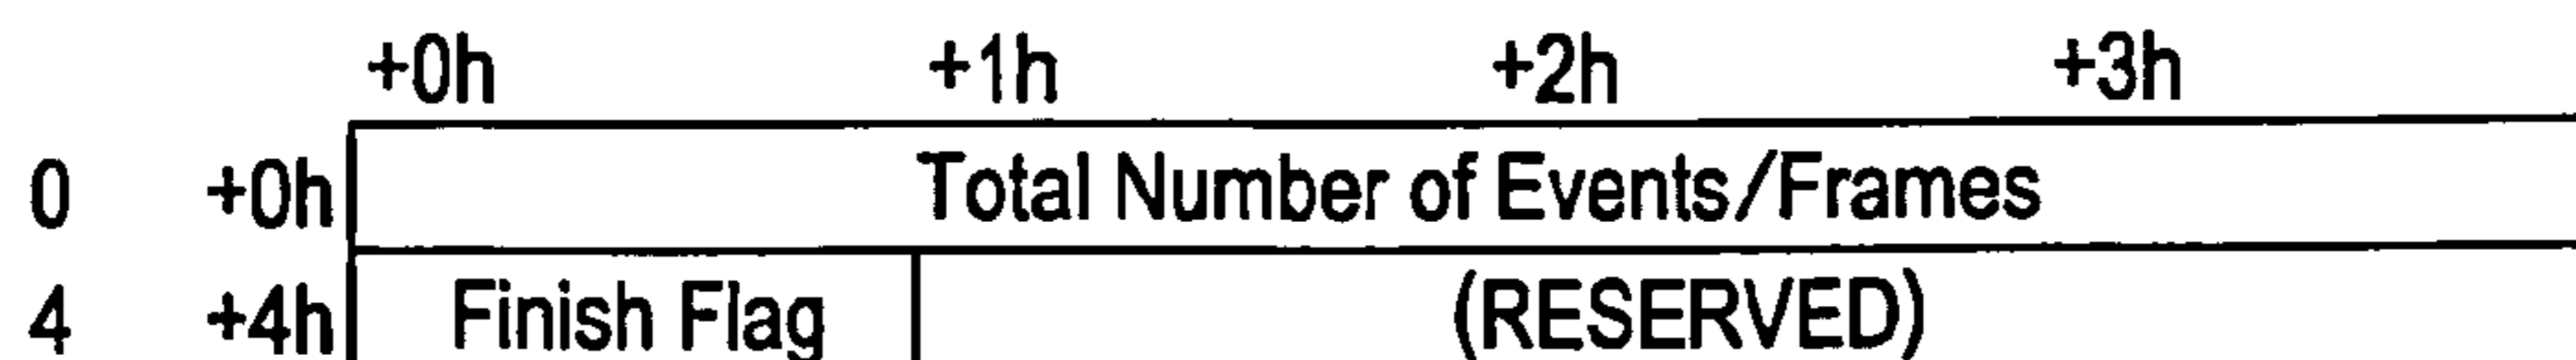 +0h +1h +2h +3h
0 +0h Total Number of Events/Frames
4 +4h Finish Flag (RESERVED)